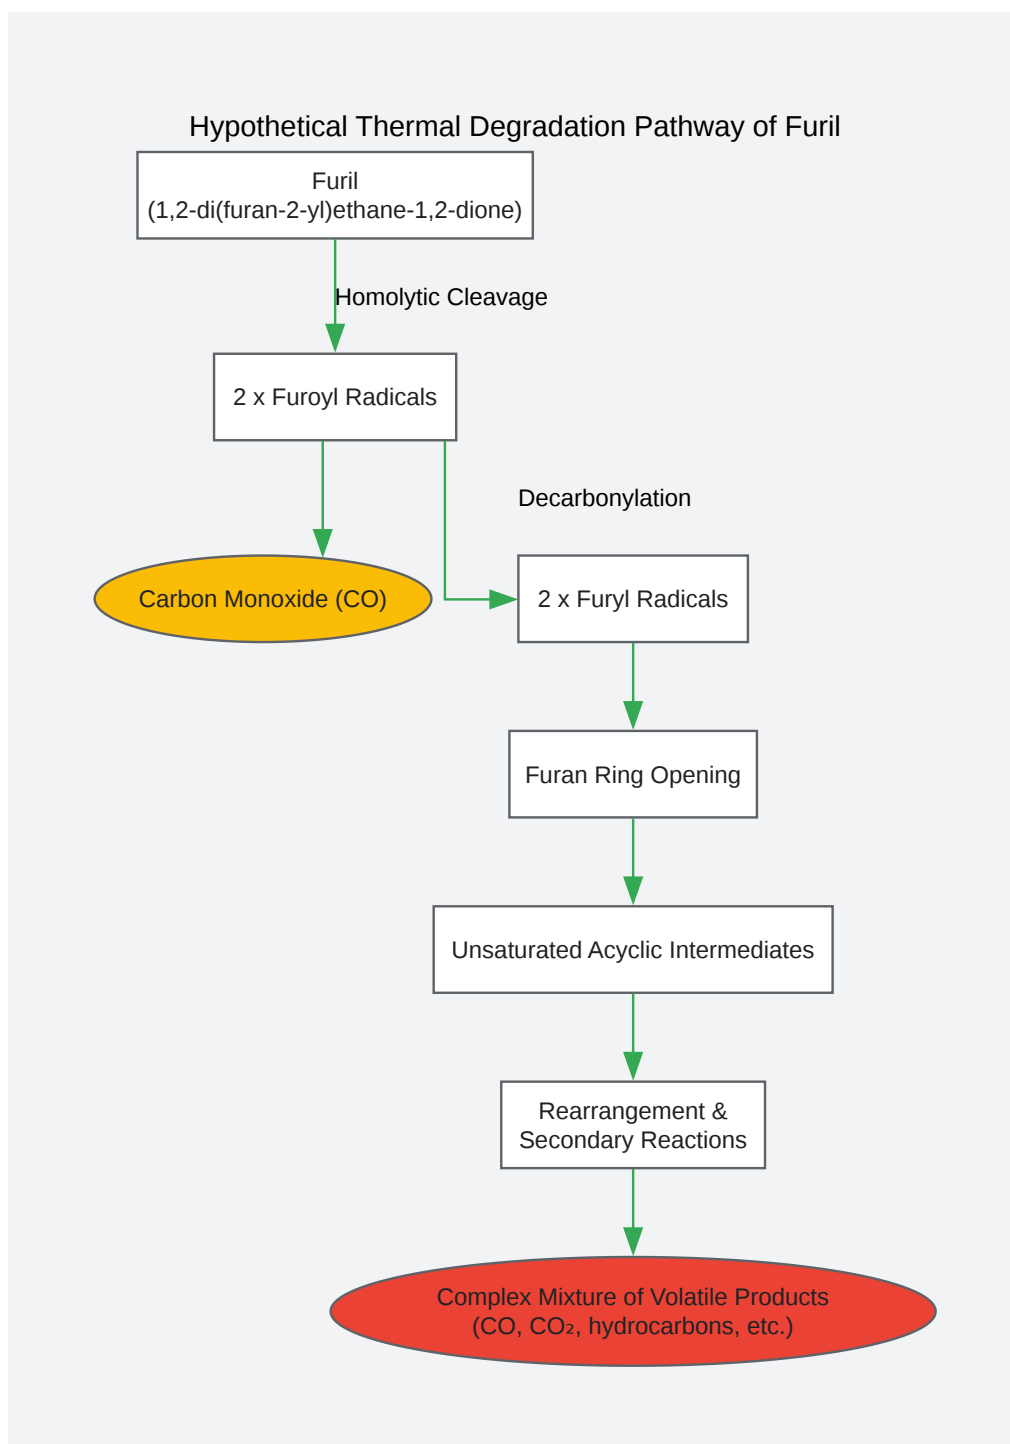 Hypothetical Thermal Degradation Pathway of Furil
Furil
(1,2-di(furan-2-yl)ethane-1,2-dione)
Homolytic Cleavage
2 x Furoyl Radicals
Decarbonylation
Carbon Monoxide (CO)
2 x Furyl Radicals
Furan Ring Opening
Unsaturated Acyclic Intermediates
Rearrangement &
Secondary Reactions
Complex Mixture of Volatile Products
(CO, CO₂, hydrocarbons, etc.)